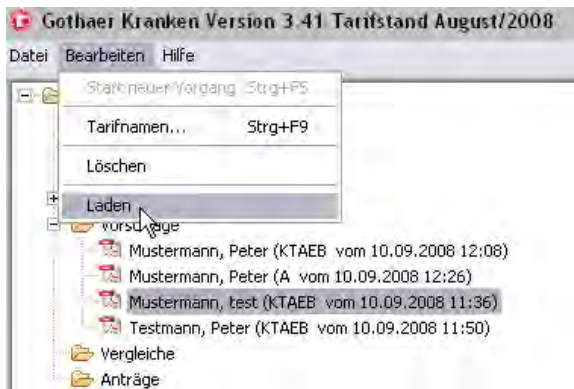 Gothaer Kranken Version 3.41 Tarifstand August/2008
Datei Bearbeiten Hilfe
Start neuer Vorgang Strg+F5
Tarifnamen... Strg+F9
Löschen
Laden
Vorschläge
Mustermann, Peter (KTAEB vom 10.09.2008 12:08)
Mustermann, Peter (A vom 10.09.2008 12:26)
Mustermann, test (KTAEB vom 10.09.2008 11:36)
Testmann, Peter (KTAEB vom 10.09.2008 11:50)
Vergleiche
Anträge